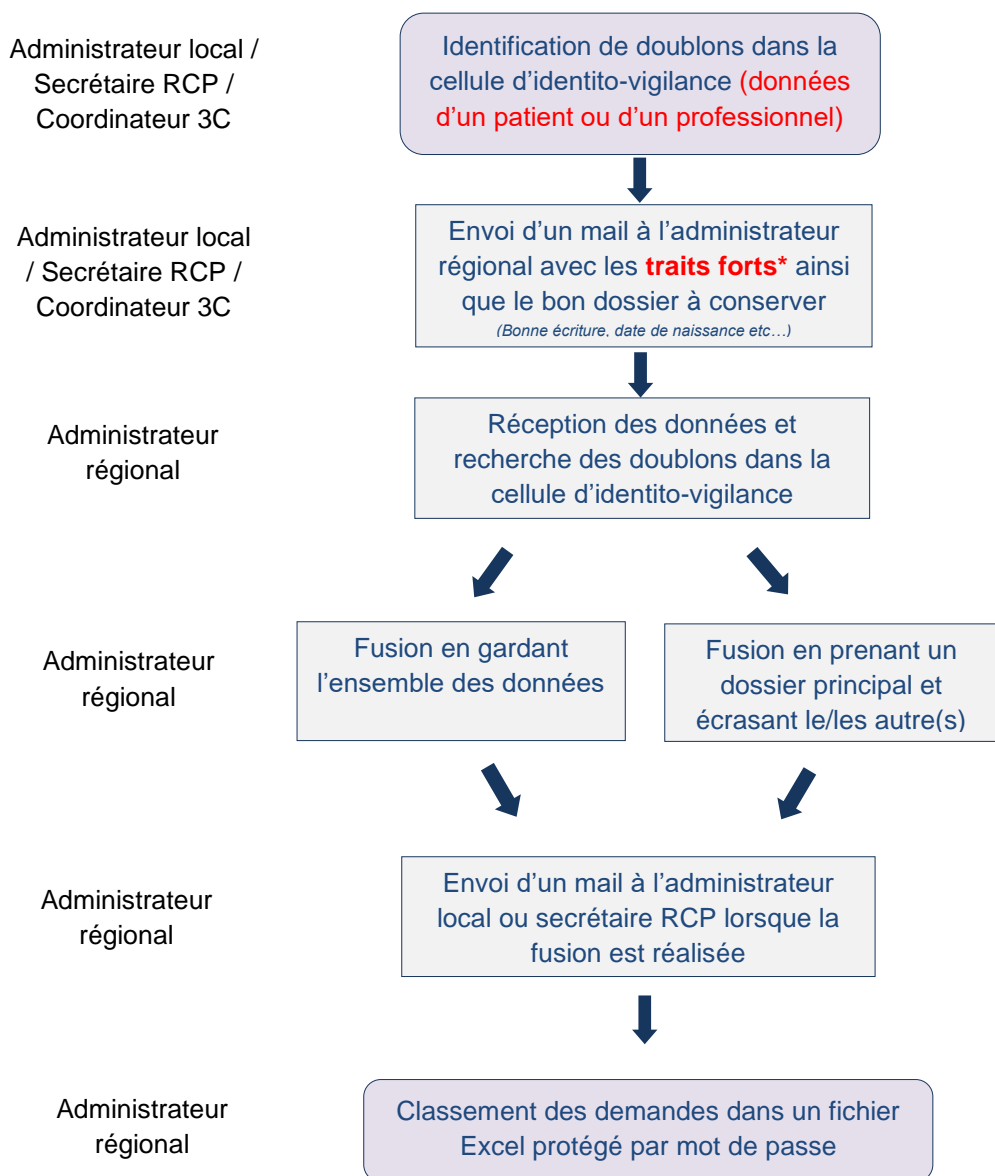 Administrateur local /
Secrétaire RCP /
Coordinateur 3C
Identification de doublons dans la
cellule d’identito-vigilance (données
d’un patient ou d’un professionnel)
Administrateur local
/ Secrétaire RCP /
Coordinateur 3C
Envoi d’un mail à l’administrateur
régional avec les traits forts* ainsi
que le bon dossier à conserver
(Bonne écriture, date de naissance etc…)
Administrateur
régional
Réception des données et
recherche des doublons dans la
cellule d’identito-vigilance
Administrateur
régional
Fusion en gardant
l’ensemble des données
Fusion en prenant un
dossier principal et
écrasant le/les autre(s)
Administrateur
régional
Envoi d’un mail à l’administrateur
local ou secrétaire RCP lorsque la
fusion est réalisée
Administrateur
régional
Classement des demandes dans un fichier
Excel protégé par mot de passe